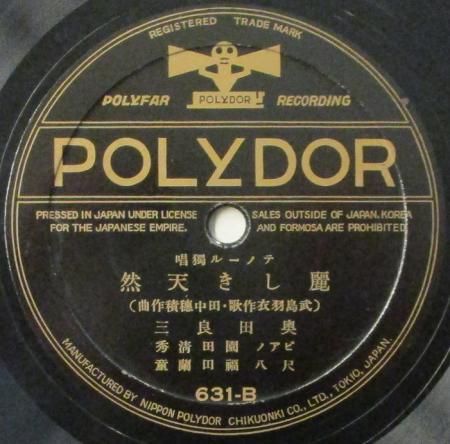 REGISTERED TRADE MARK
POLYFAR POLYDOR RECORDING
POLYDOR
PRESSED IN JAPAN UNDER LICENSE
FOR THE JAPANESE EMPIRE.
SALES OUTSIDE OF JAPAN, KOREA
AND FORMOSA ARE PROHIBITED
テノール獨唱
麗しき天然
(武島羽衣作歌・田中穗積作曲)
奥田良三
ピアノ 園田淸秀
尺八 福田蘭童
631-B
MANUFACTURED BY NIPPON POLYDOR CHIKUONKI CO., LTD., TOKIO, JAPAN.